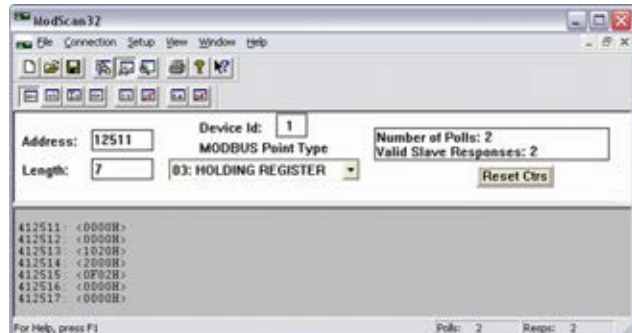 ModScan32
File Connection Setup View Window Help
Address: 12511
Device Id: 1
MODBUS Point Type
Length: 7
03: HOLDING REGISTER
Number of Polls: 2
Valid Slave Responses: 2
Reset Ctrs
412511: <0000H>
412512: <0000H>
412513: <1020H>
412514: <2000H>
412515: <0F02H>
412516: <0000H>
412517: <0000H>
For Help, press F1
Polls: 2
Resps: 2